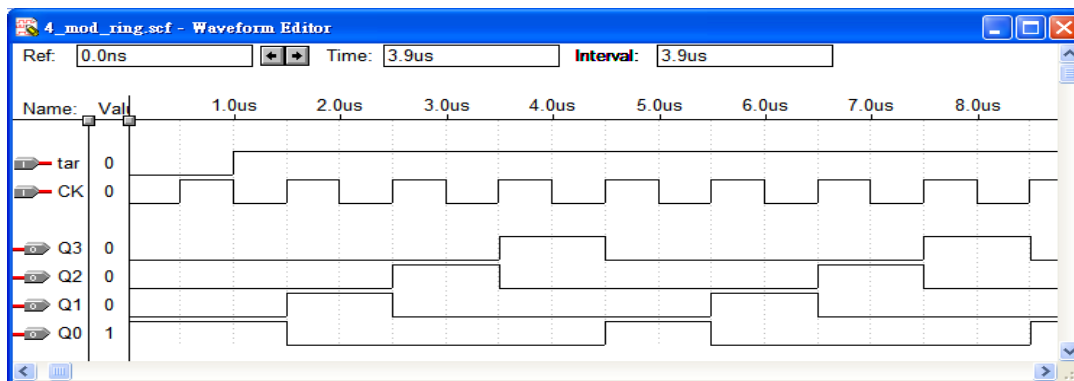 4_mod_ring.scf - Waveform Editor
Ref: 0.0ns Time: 3.9us Interval: 3.9us
Name: Valu 1.0us 2.0us 3.0us 4.0us 5.0us 6.0us 7.0us 8.0us
tar 0
CK 0
Q3 0
Q2 0
Q1 0
Q0 1